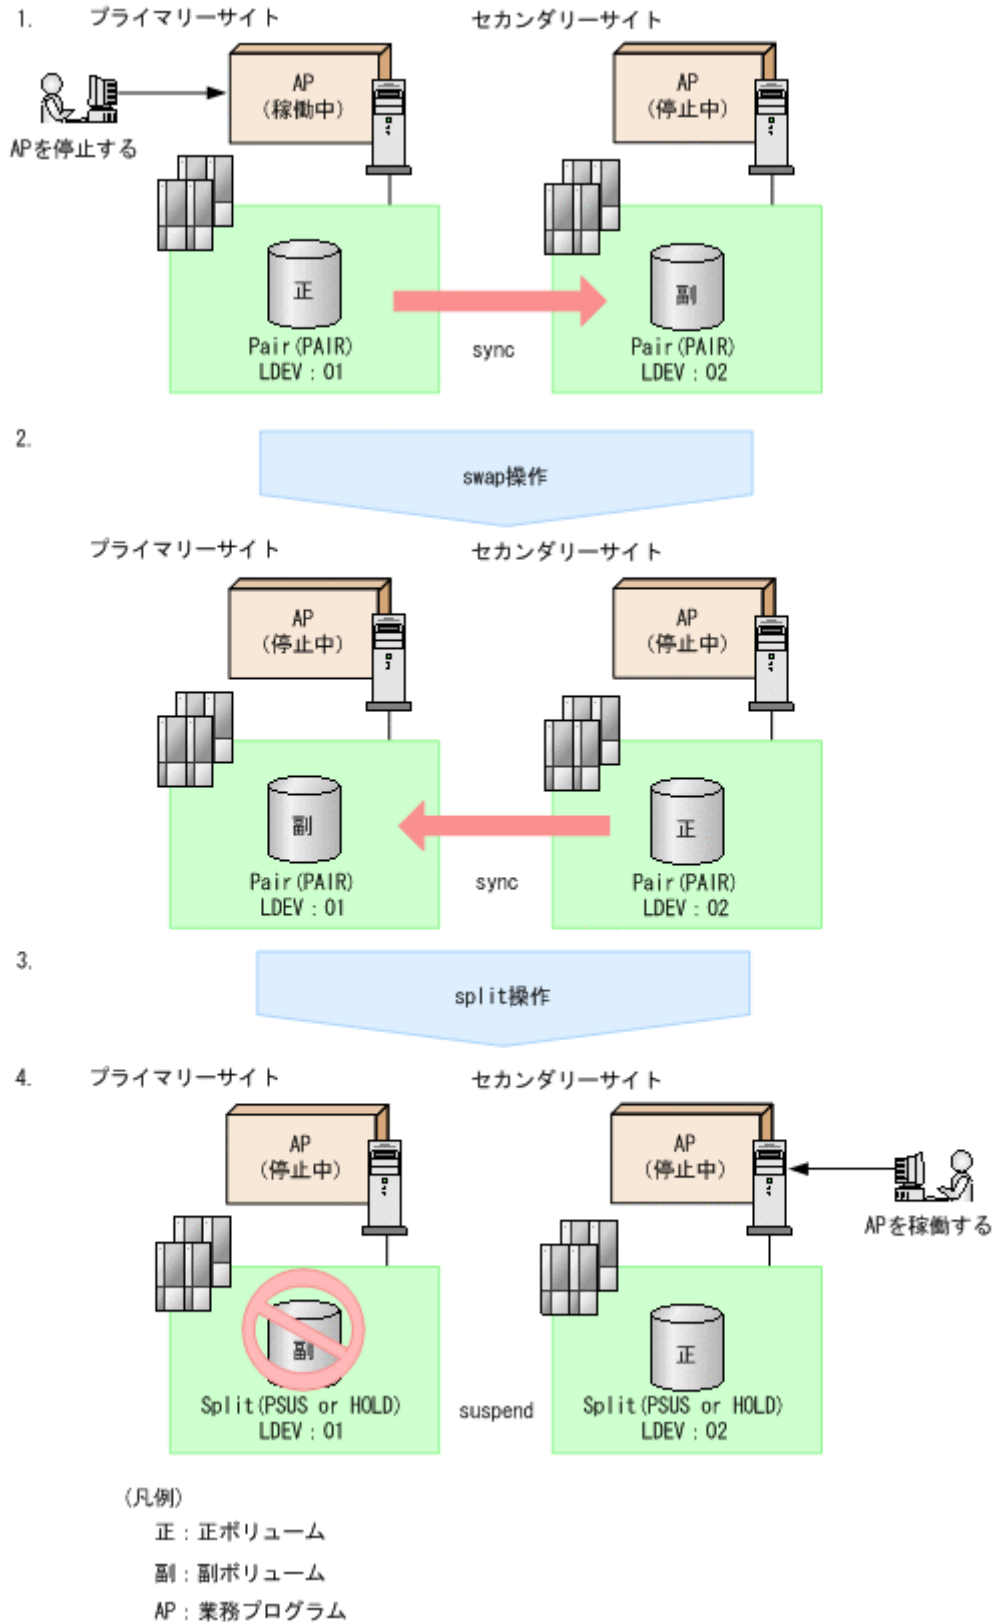 1. プライマリーサイト セカンダリーサイト
AP
(稼働中)
AP
(停止中)
APを停止する
正
副
Pair(PAIR)
LDEV:01
sync
Pair(PAIR)
LDEV:02
2.
swap操作
プライマリーサイト セカンダリーサイト
AP
(停止中)
AP
(停止中)
副
正
Pair(PAIR)
LDEV:01
sync
Pair(PAIR)
LDEV:02
3.
split操作
4. プライマリーサイト セカンダリーサイト
AP
(停止中)
AP
(停止中)
APを稼働する
副
正
Split(PSUS or HOLD)
LDEV:01
suspend
Split(PSUS or HOLD)
LDEV:02
(凡例)
正:正ボリューム
副:副ボリューム
AP:業務プログラム